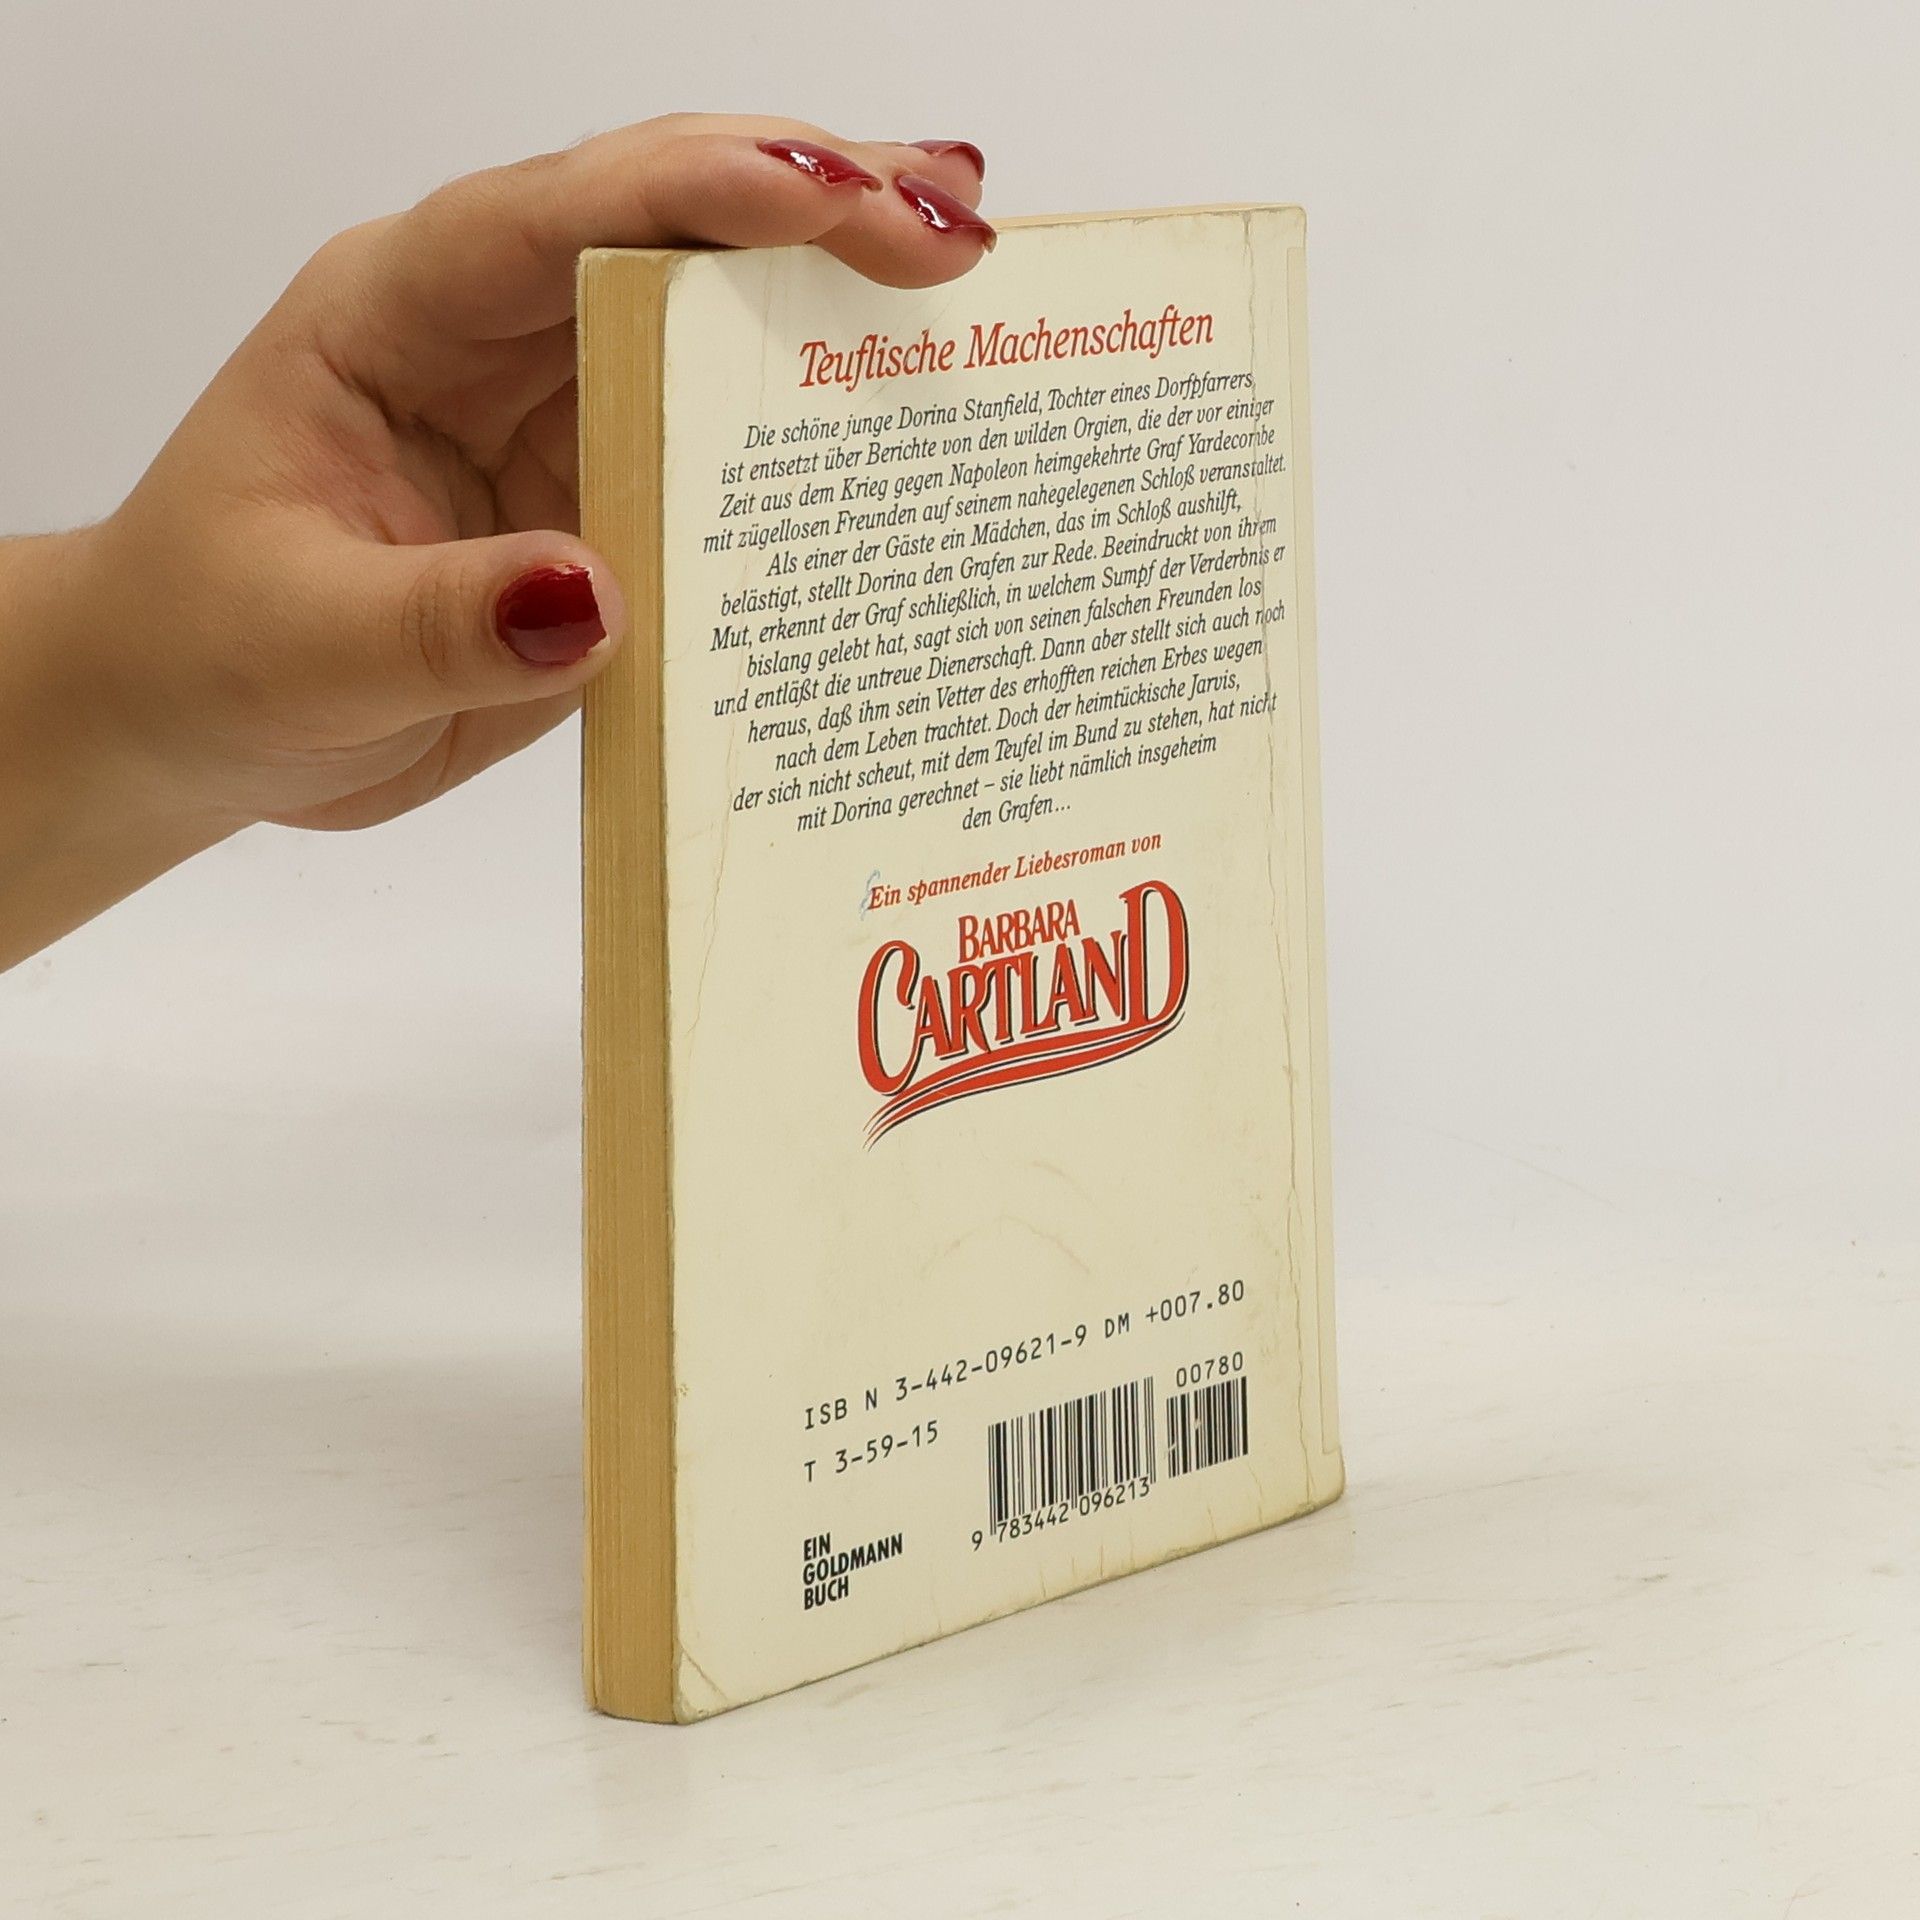 Teuflische Machenschaften
Die schöne junge Dorina Stanfield, Tochter eines Dorfpfarrers,
ist entsetzt über Berichte von den wilden Orgien, die der vor einiger
Zeit aus dem Krieg gegen Napoleon heimgekehrte Graf Yardecombe
mit zügellosen Freunden auf seinem nahegelegenen Schloß veranstaltet.
Als einer der Gäste ein Mädchen, das im Schloß aushilft,
belästigt, stellt Dorina den Grafen zur Rede. Beeindruckt von ihrem
Mut, erkennt der Graf schließlich, in welchem Sumpf der Verderbnis er
bislang gelebt hat, sagt sich von seinen falschen Freunden los
und entläßt die untreue Dienerschaft. Dann aber stellt sich auch noch
heraus, daß ihm sein Vetter des erhofften reichen Erbes wegen
nach dem Leben trachtet. Doch der heimtückische Jarvis,
der sich nicht scheut, mit dem Teufel im Bund zu stehen, hat nicht
mit Dorina gerechnet – sie liebt nämlich insgeheim
den Grafen...
Ein spannender Liebesroman von
BARBARA
CARTLAND
ISB N 3-442-09621-9 DM +007.80
T 3-59-15
00780
9 783442 096213
EIN
GOLDMANN
BUCH